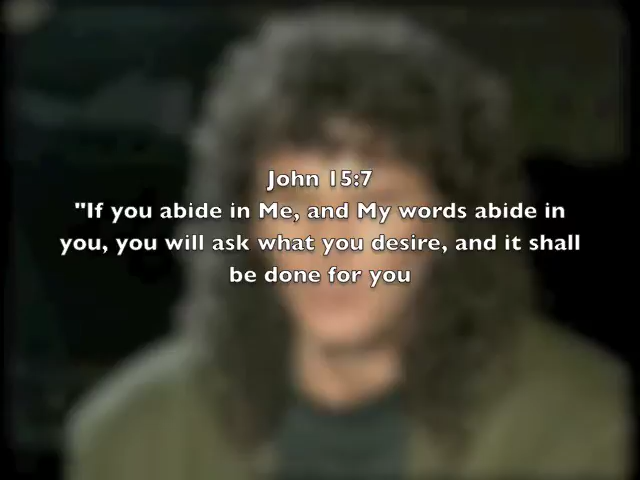 John 15:7
"If you abide in Me, and My words abide in
you, you will ask what you desire, and it shall
be done for you